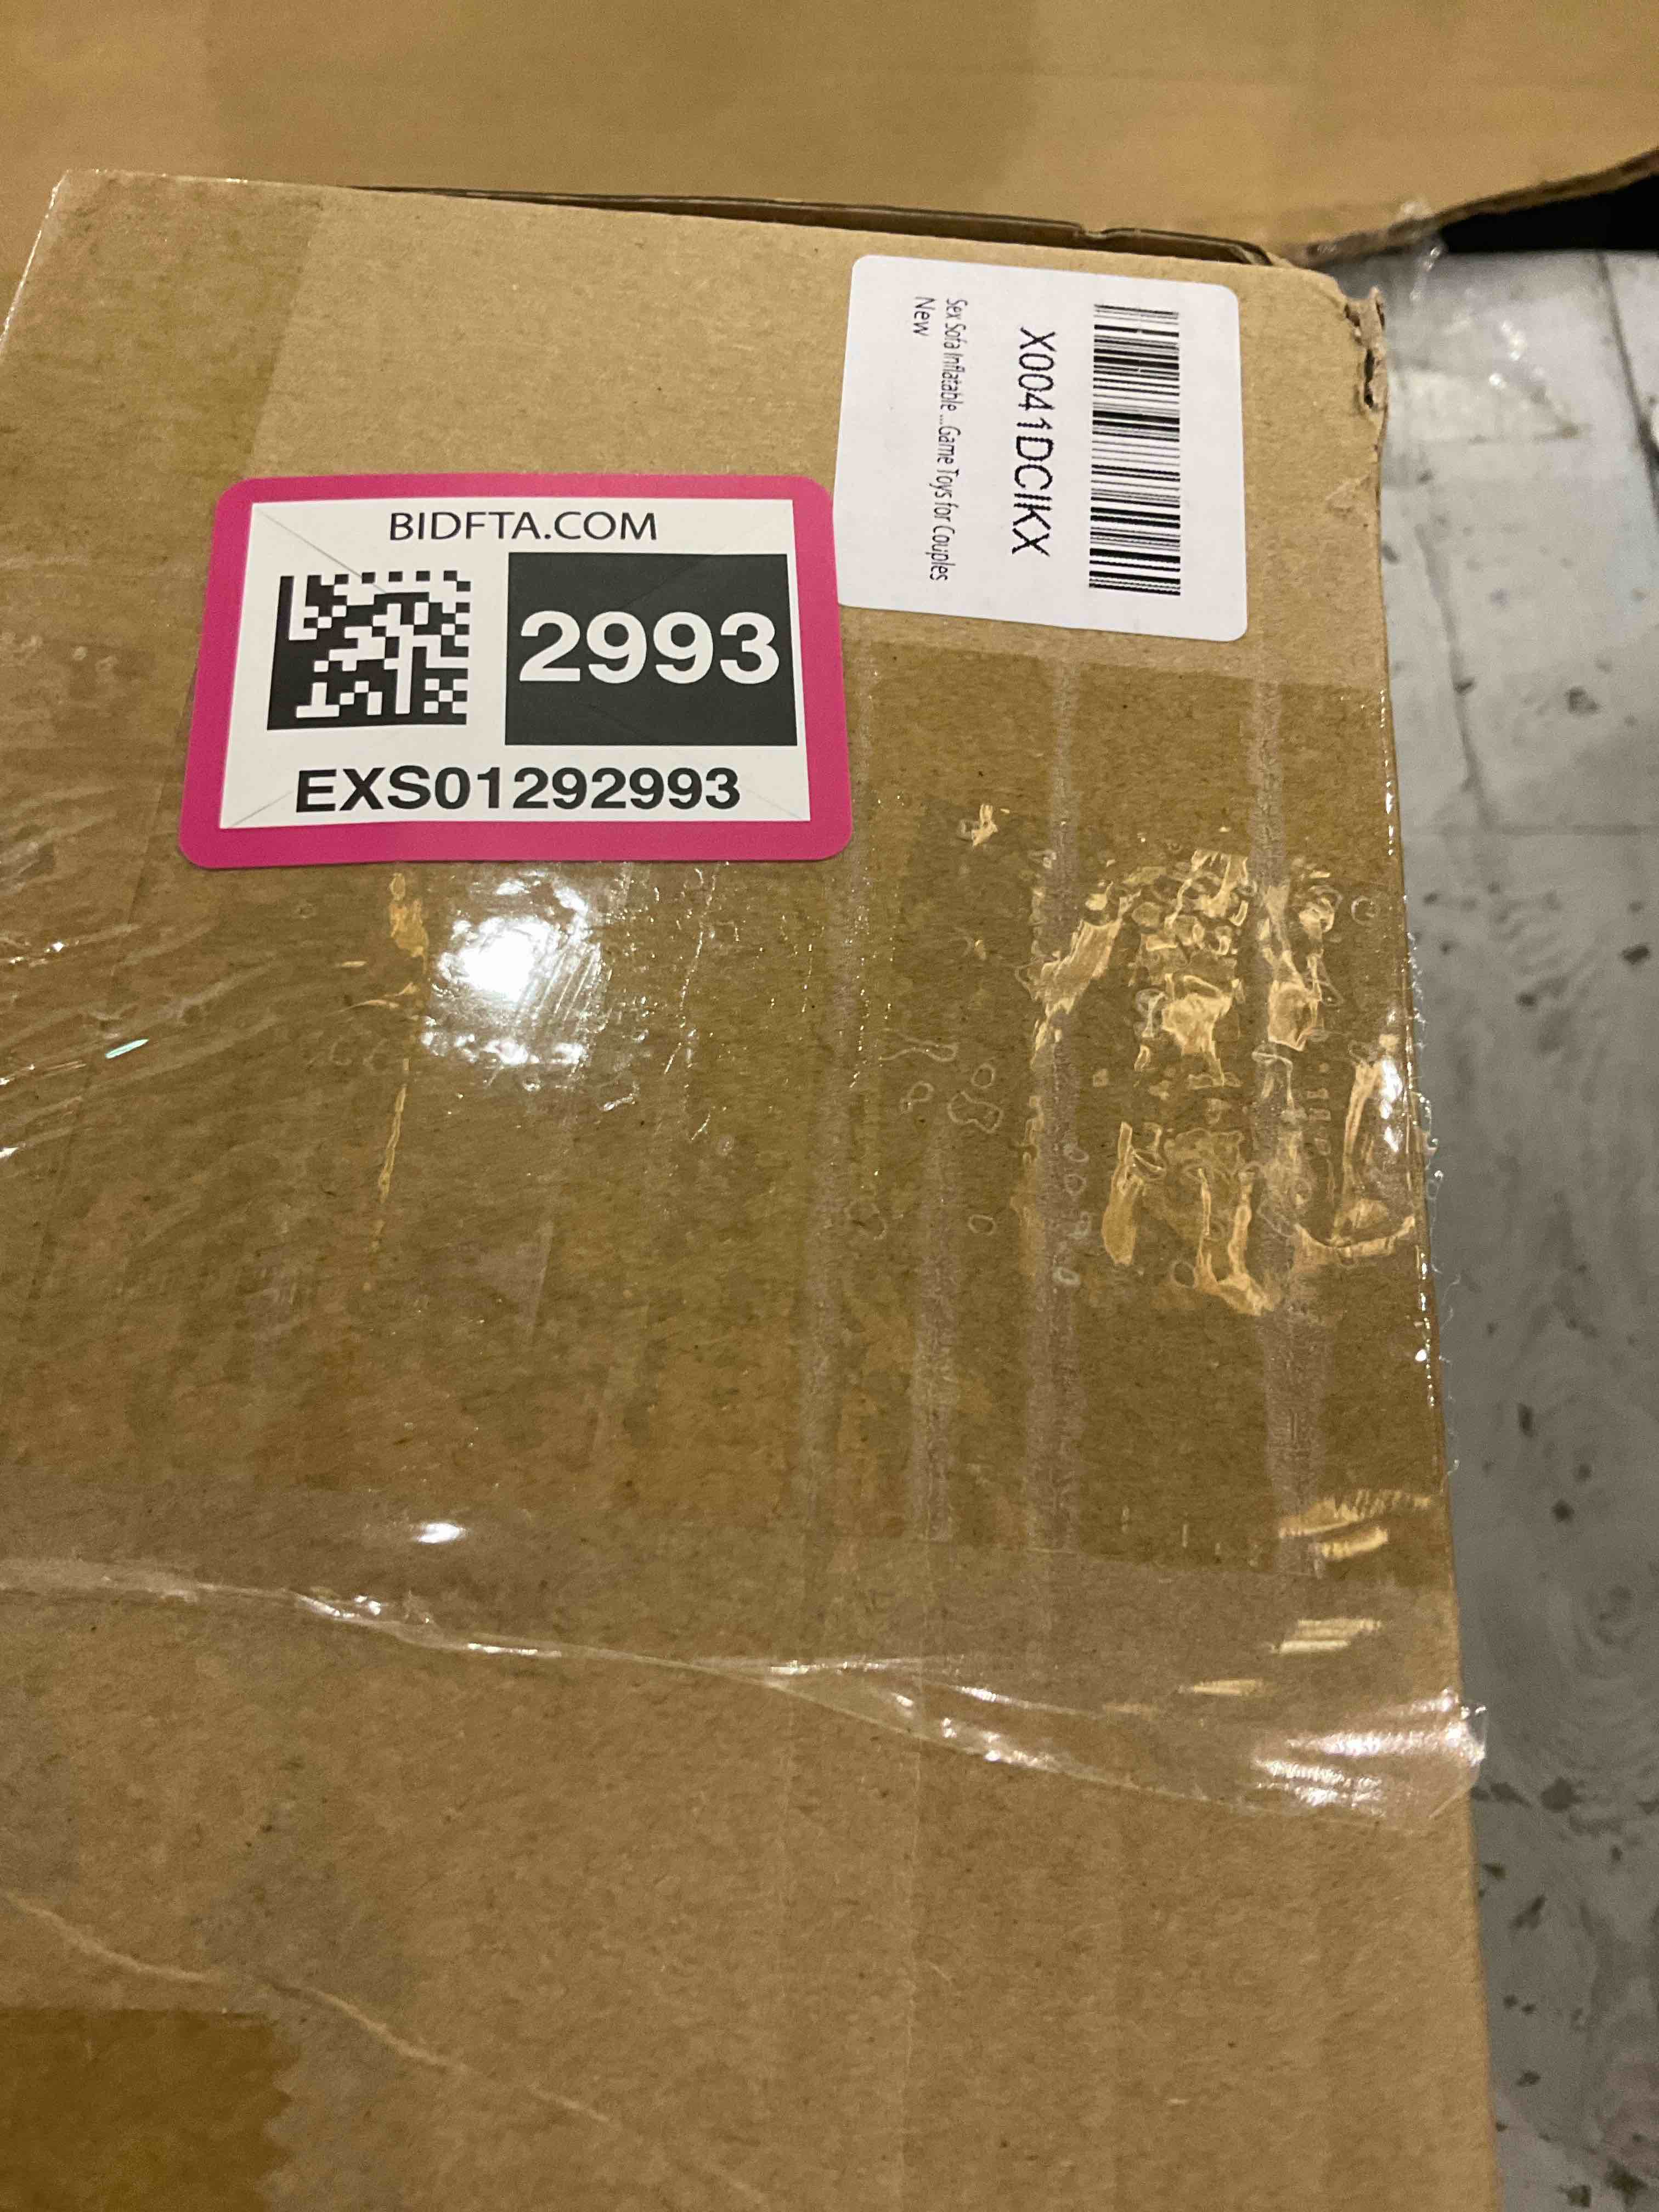 BIDFTA.COM
2993
EXS01292993
X0041DCIKX
Sex Sofa Inflatable ...Game Toys for Couples
New